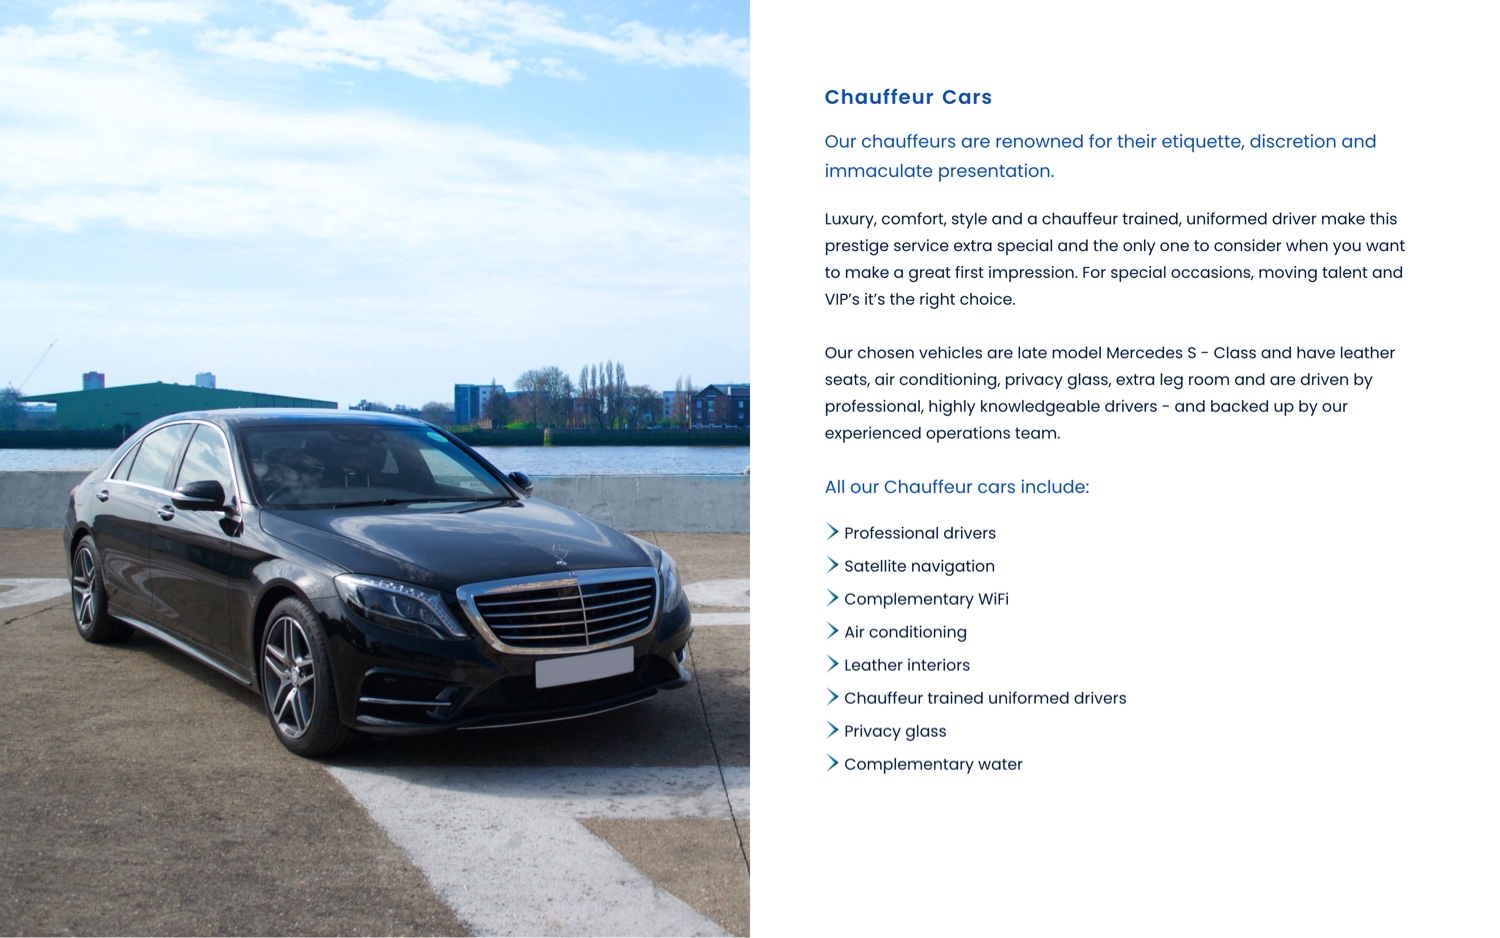 Chauffeur Cars
Our chauffeurs are renowned for their etiquette, discretion and
immaculate presentation.
Luxury, comfort, style and a chauffeur trained, uniformed driver make this
prestige service extra special and the only one to consider when you want
to make a great first impression. For special occasions, moving talent and
VIP’s it’s the right choice.
Our chosen vehicles are late model Mercedes S - Class and have leather
seats, air conditioning, privacy glass, extra leg room and are driven by
professional, highly knowledgeable drivers - and backed up by our
experienced operations team.
All our Chauffeur cars include:
Professional drivers
Satellite navigation
Complementary WiFi
Air conditioning
Leather interiors
Chauffeur trained uniformed drivers
Privacy glass
Complementary water